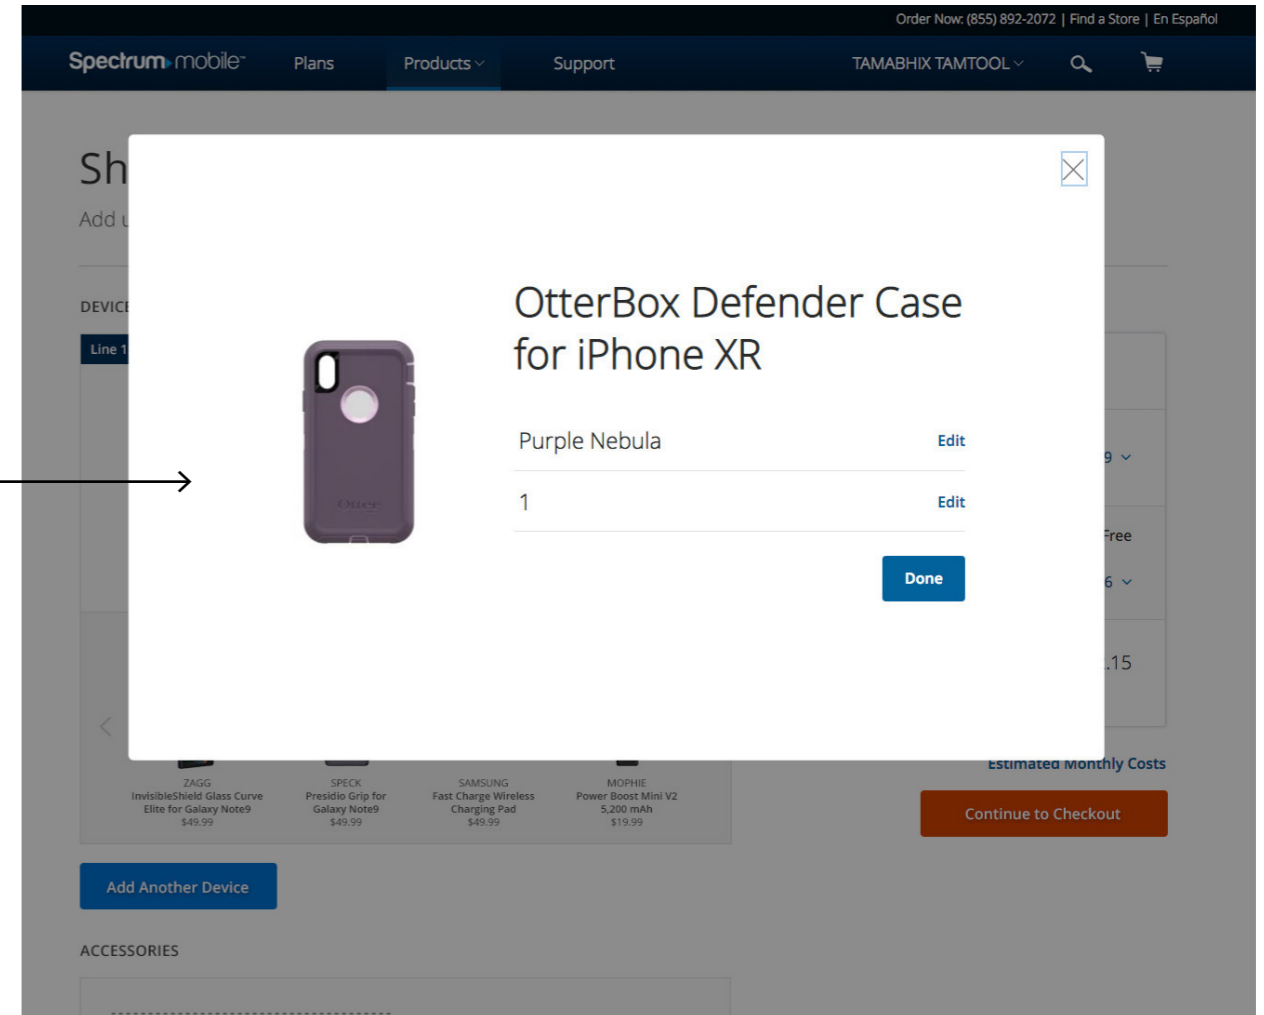 Order Now: (855) 892-2072 | Find a Store | En Español
Spectrum mobile Plans Products Support TAMABHIX TAMTOOL
Sh
Add u
DEVICE
Line 1
OtterBox Defender Case
for iPhone XR
Purple Nebula Edit
1 Edit
Done
9
Free
6
.15
OTTER
ZAGG
InvisibleShield Glass Curve
Elite for Galaxy Note9
$49.99
SPECK
Presidio Grip for
Galaxy Note9
$49.99
SAMSUNG
Fast Charge Wireless
Charging Pad
$49.99
MOPHIE
Power Boost Mini V2
5,200 mAh
$19.99
Estimated Monthly Costs
Continue to Checkout
Add Another Device
ACCESSORIES